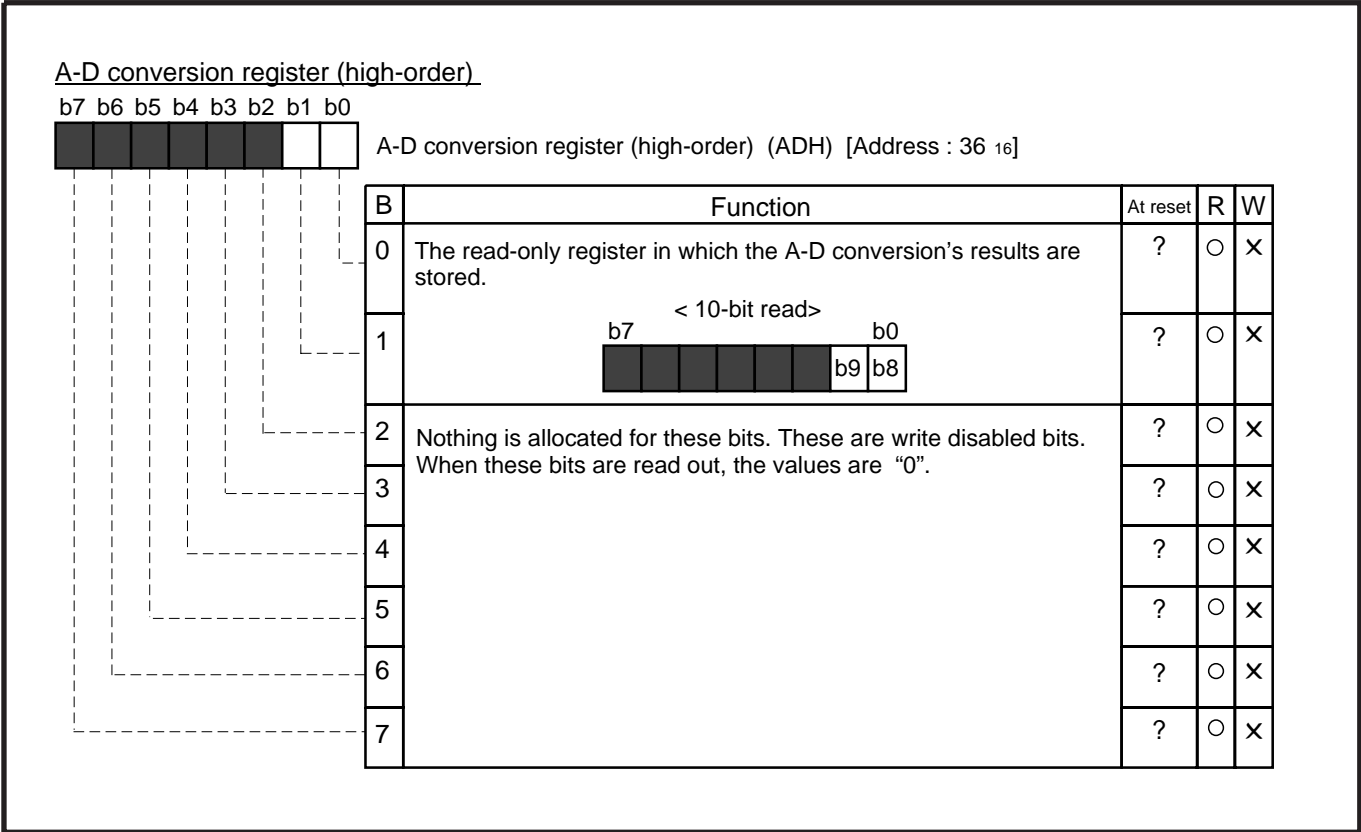 A-D conversion register (high-order)
b7 b6 b5 b4 b3 b2 b1 b0
A-D conversion register (high-order) (ADH) [Address : 36 16]
B Function At reset R W
0 The read-only register in which the A-D conversion’s results are ? ○ ×
stored.
< 10-bit read>
b7 b0
1 ? ○ ×
b9 b8
2 Nothing is allocated for these bits. These are write disabled bits. ? ○ ×
When these bits are read out, the values are “0”.
3 ? ○ ×
4 ? ○ ×
5 ? ○ ×
6 ? ○ ×
7 ? ○ ×